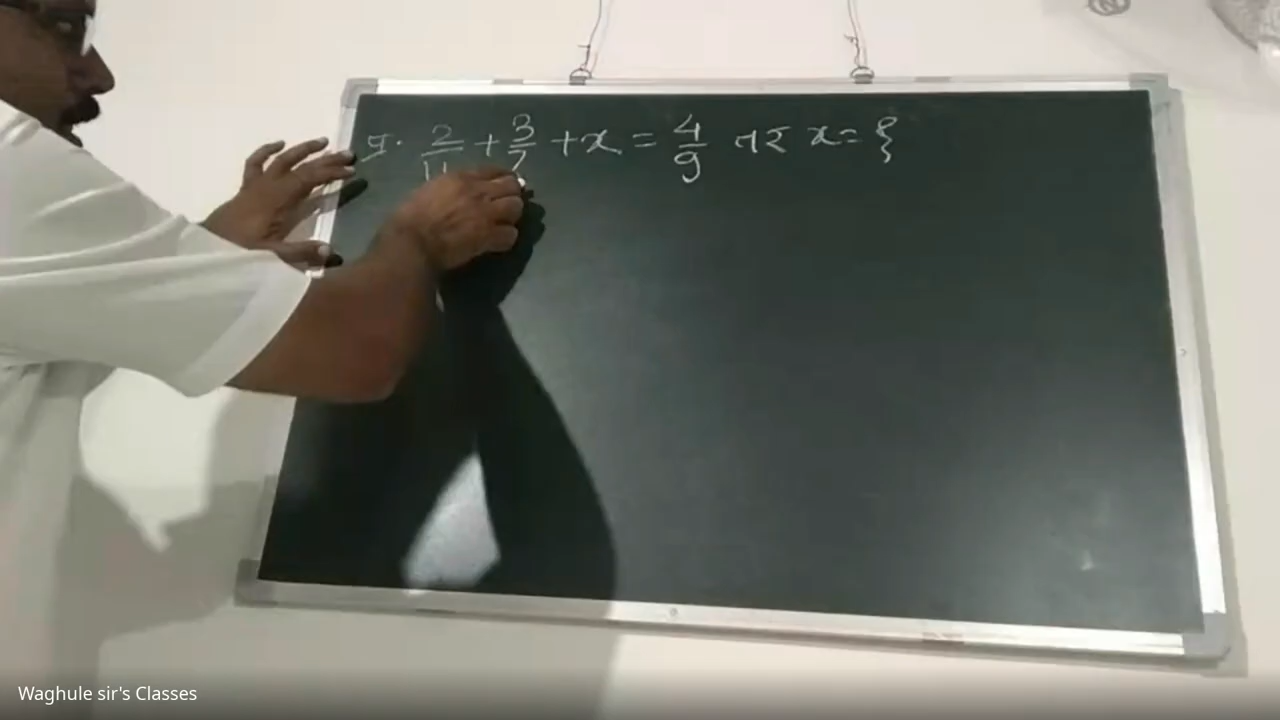 प्र. 2/11 + 3/7 + x = 4/9 तर x = {
Waghule sir's Classes